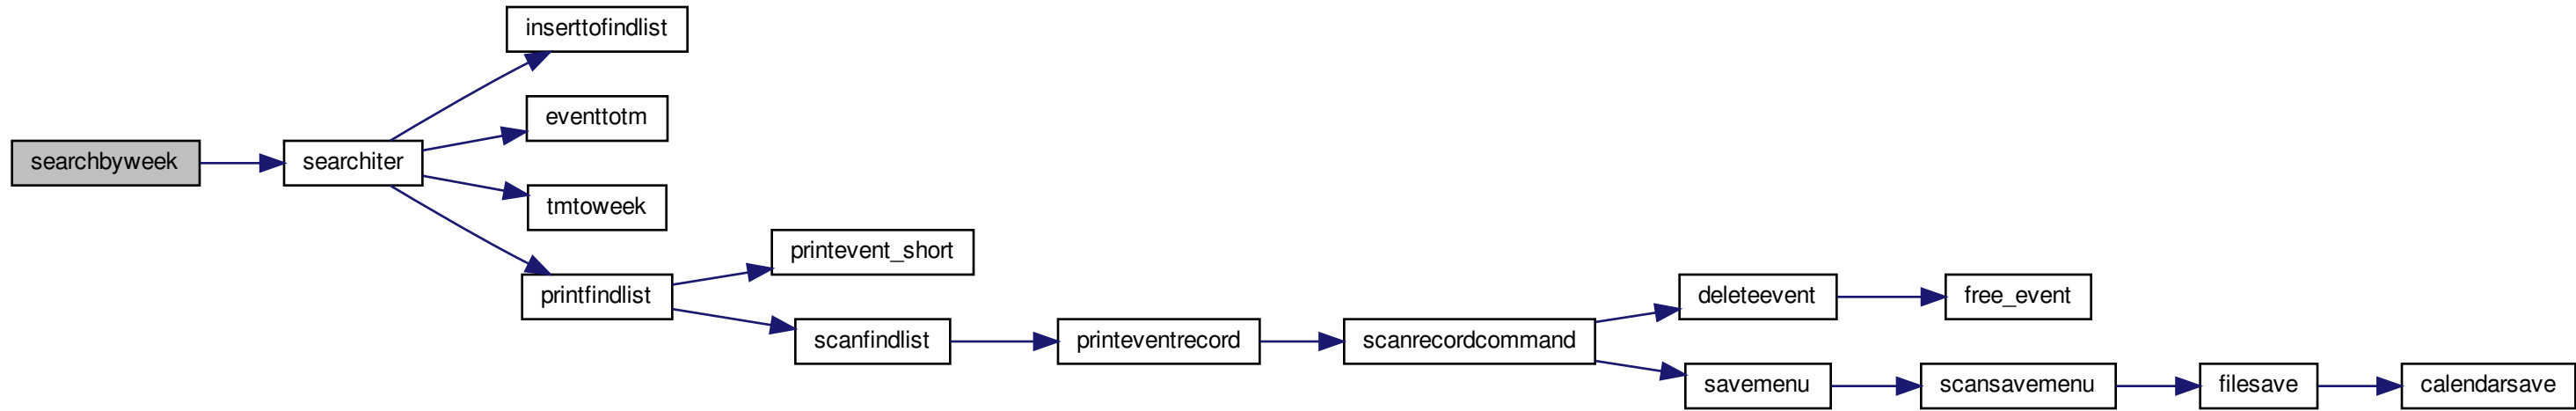 inserttofindlist
eventtotm
searchbyweek
searchiter
tmtoweek
printevent_short
printfindlist
deleteevent
free_event
scanfindlist
printeventrecord
scanrecordcommand
savemenu
scansavemenu
filesave
calendarsave